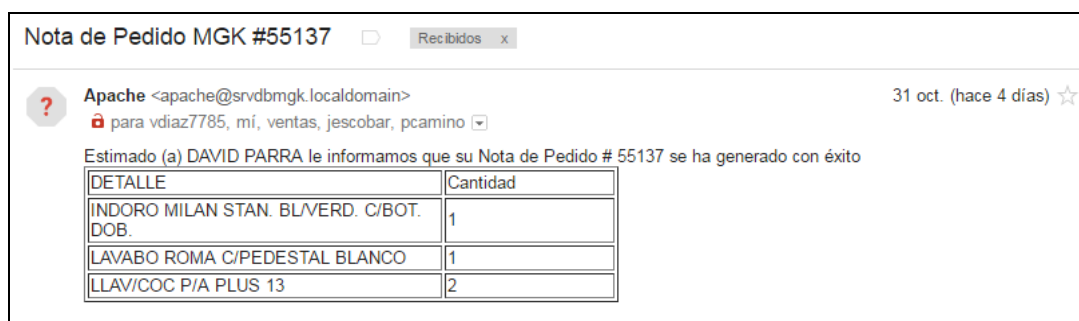 Nota de Pedido MGK #55137 Recibidos x
?
Apache <apache@srvdbmgk.localdomain> 31 oct. (hace 4 días)
para vdiaz7785, mí, ventas, jescobar, pcamino
Estimado (a) DAVID PARRA le informamos que su Nota de Pedido # 55137 se ha generado con éxito
DETALLE Cantidad
INDORO MILAN STAN. BL/VERD. C/BOT.
DOB. 1
LAVABO ROMA C/PEDESTAL BLANCO 1
LLAV/COC P/A PLUS 13 2